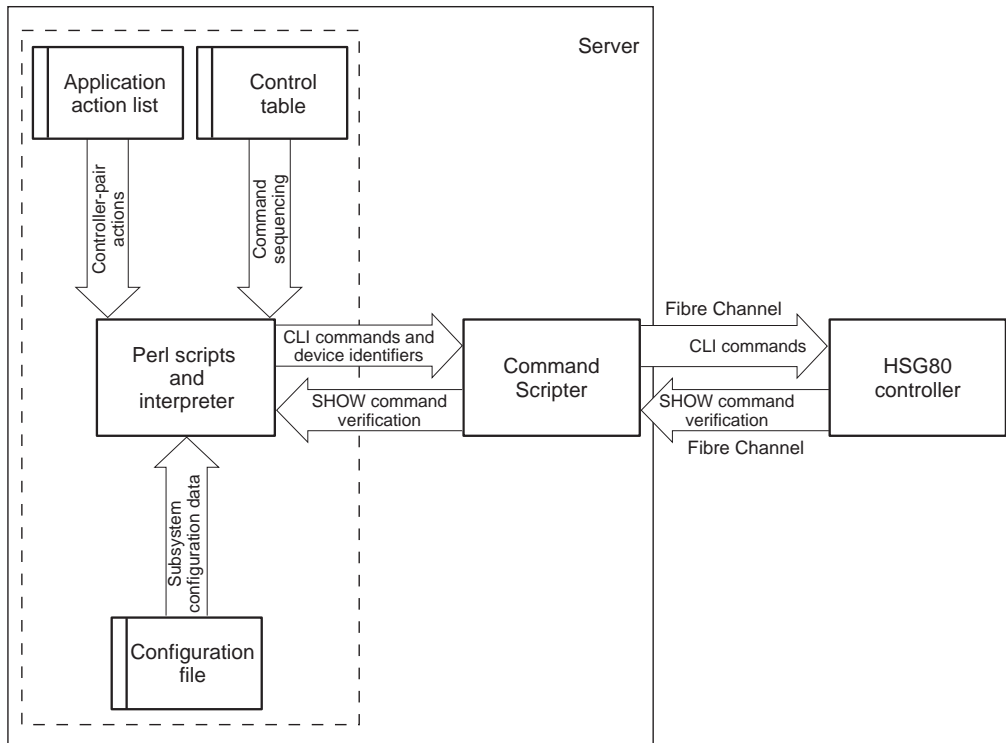 Server
Application
action list
Control
table
Controller-pair
actions
Command
sequencing
Perl scripts
and
interpreter
CLI commands and
device identifiers
SHOW command
verification
Command
Scripter
Fibre Channel
CLI commands
SHOW command
verification
Fibre Channel
HSG80
controller
Subsystem
configuration data
Configuration
file